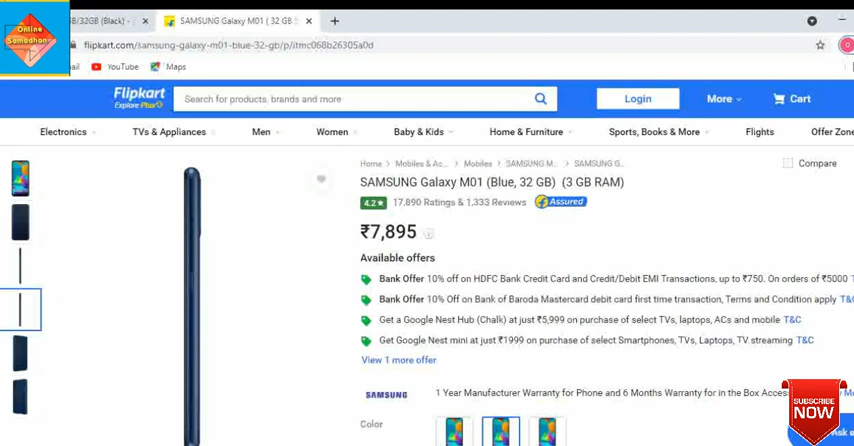 Online
Samadhan
GB/32GB (Black) -
SAMSUNG Galaxy M01 ( 32 GB
flipkart.com/samsung-galaxy-m01-blue-32-gb/p/itmc068b26305a0d
ail YouTube Maps
Flipkart
Explore Plus
Search for products, brands and more
Login
More
Cart
Electronics TVs & Appliances Men Women Baby & Kids Home & Furniture Sports, Books & More Flights Offer Zone
Home > Mobiles & Ac... > Mobiles > SAMSUNG M... > SAMSUNG G...
Compare
SAMSUNG Galaxy M01 (Blue, 32 GB) (3 GB RAM)
4.2★ 17,890 Ratings & 1,333 Reviews Assured
₹7,895
Available offers
Bank Offer 10% off on HDFC Bank Credit Card and Credit/Debit EMI Transactions, up to ₹750. On orders of ₹5000
Bank Offer 10% Off on Bank of Baroda Mastercard debit card first time transaction, Terms and Condition apply T&C
Get a Google Nest Hub (Chalk) at just ₹5,999 on purchase of select TVs, laptops, ACs and mobile T&C
Get Google Nest mini at just ₹1999 on purchase of select Smartphones, TVs, Laptops, TV streaming T&C
View 1 more offer
SAMSUNG 1 Year Manufacturer Warranty for Phone and 6 Months Warranty for in the Box Acces
Color
SUBSCRIBE
NOW
Ask